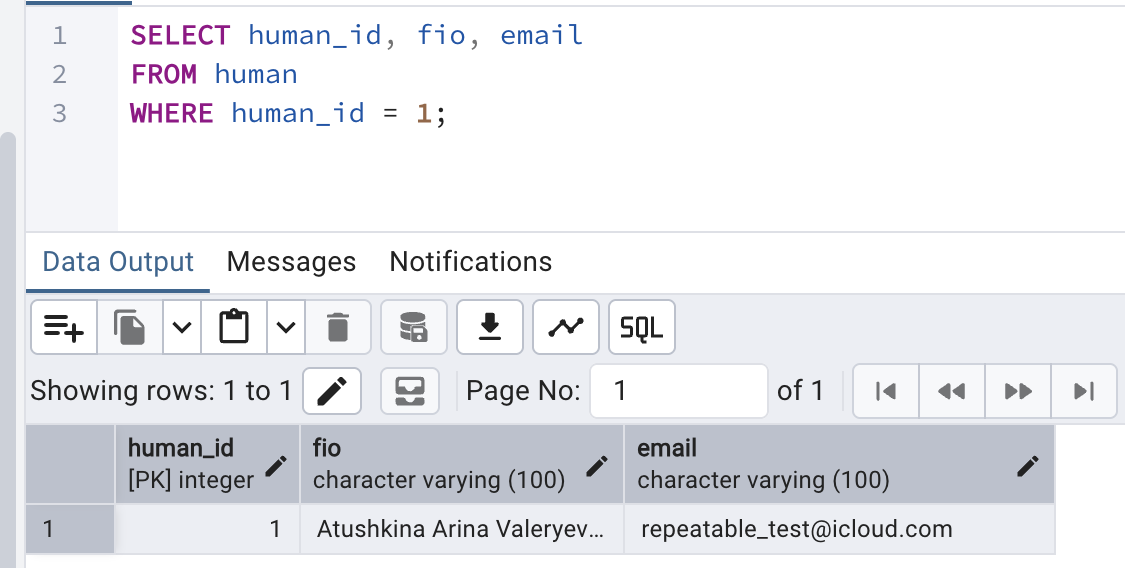 1 SELECT human_id, fio, email
2 FROM human
3 WHERE human_id = 1;
Data Output Messages Notifications
SQL
Showing rows: 1 to 1 Page No: 1 of 1
human_id fio email
[PK] integer character varying (100) character varying (100)
1 1 Atushkina Arina Valeryev… repeatable_test@icloud.com